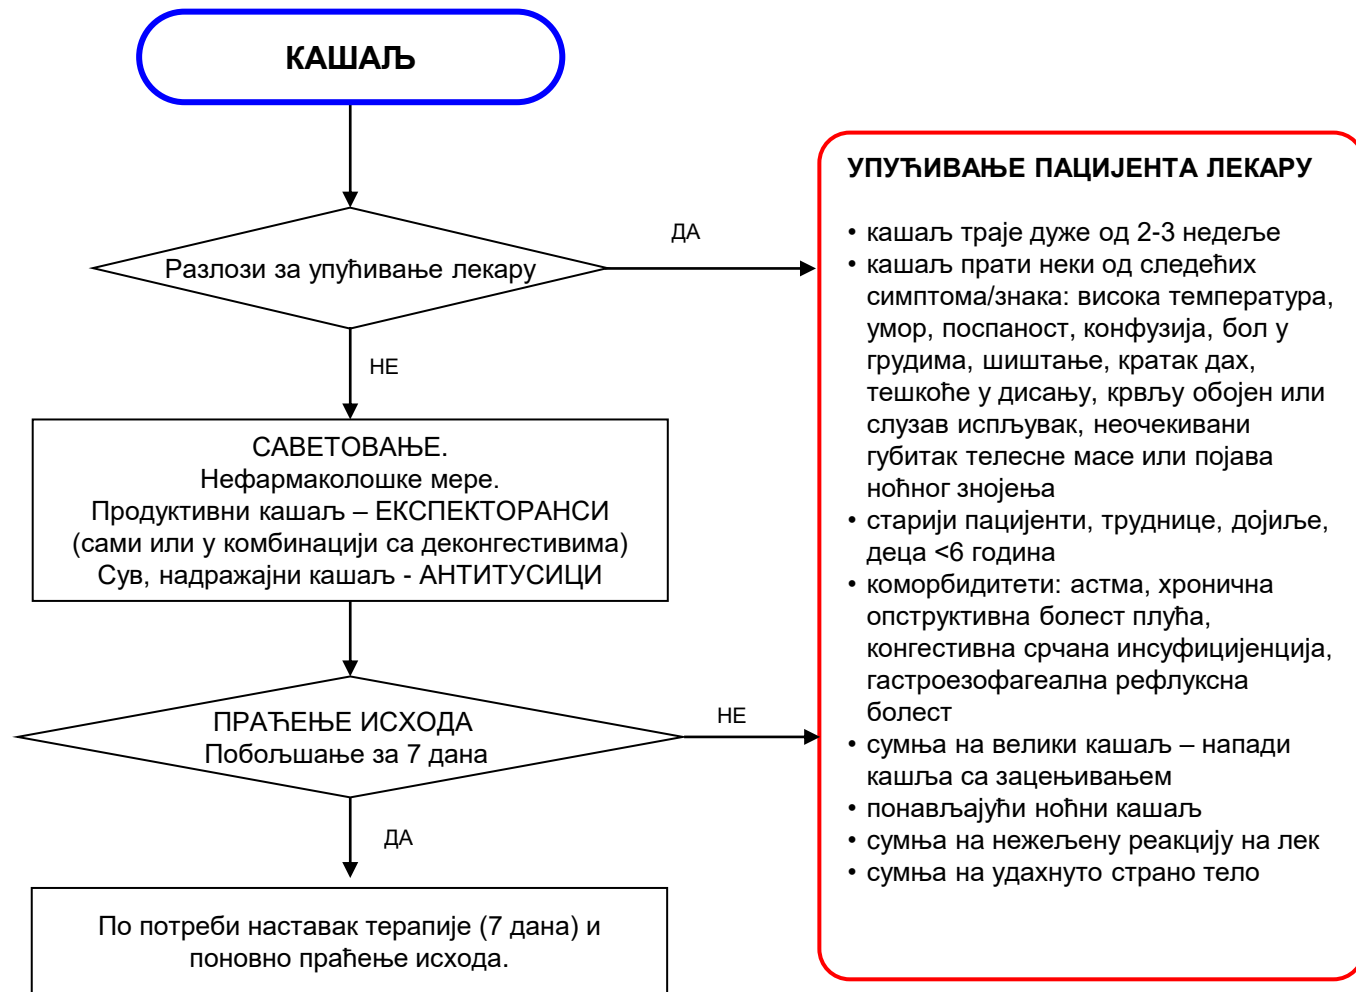 КАШАЉ
Разлози за упућивање лекару
ДА
НЕ
САВЕТОВАЊЕ.
Нефармаколошке мере.
Продуктивни кашаљ – ЕКСПЕКТОРАНСИ
(сами или у комбинацији са деконгестивима)
Сув, надражајни кашаљ - АНТИТУСИЦИ
ПРАЋЕЊЕ ИСХОДА
Побољшање за 7 дана
НЕ
ДА
По потреби наставак терапије (7 дана) и
поновно праћење исхода.
УПУЋИВАЊЕ ПАЦИЈЕНТА ЛЕКАРУ
• кашаљ траје дуже од 2-3 недеље
• кашаљ прати неки од следећих
симптома/знака: висока температура,
умор, поспаност, конфузија, бол у
грудима, шиштање, кратак дах,
тешкоће у дисању, крвљу обојен или
слузав испљувак, неочекивани
губитак телесне масе или појава
ноћног знојења
• старији пацијенти, труднице, дојиље,
деца <6 година
• коморбидитети: астма, хронична
опструктивна болест плућа,
конгестивна срчана инсуфицијенција,
гастроезофагеална рефлуксна
болест
• сумња на велики кашаљ – напади
кашља са зацењивањем
• понављајући ноћни кашаљ
• сумња на нежељену реакцију на лек
• сумња на удахнуто страно тело